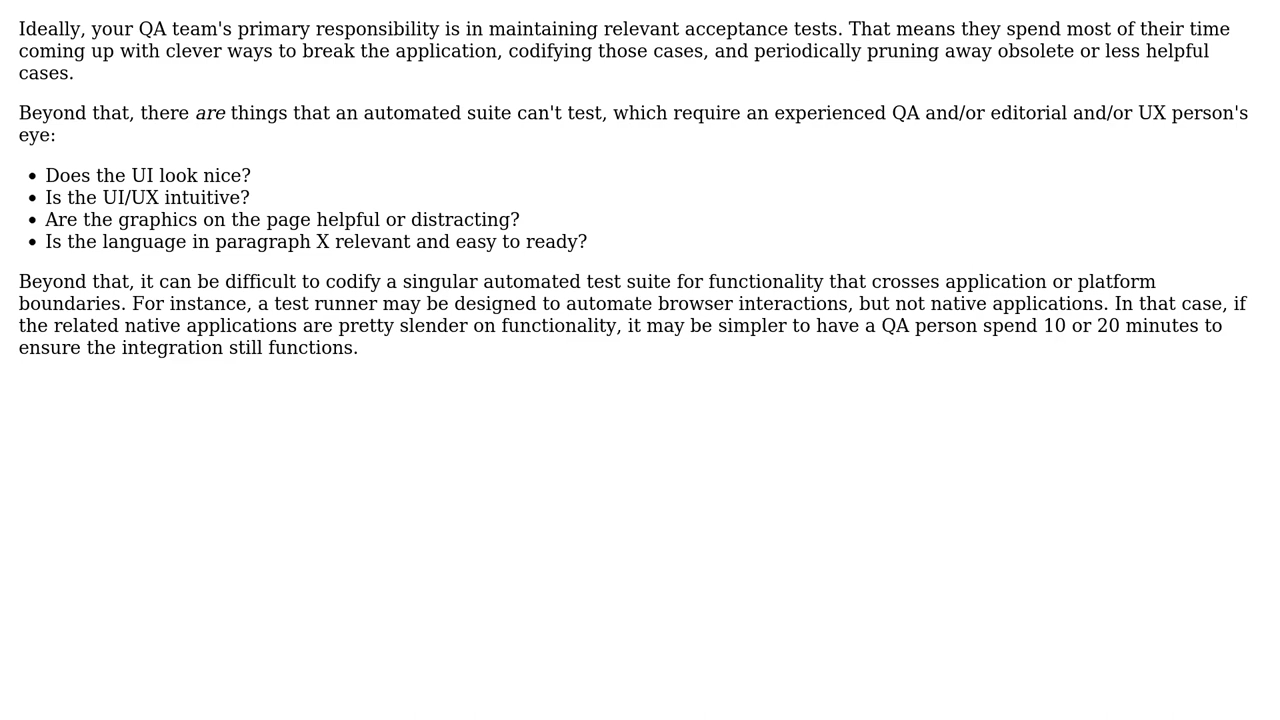 Ideally, your QA team's primary responsibility is in maintaining relevant acceptance tests. That means they spend most of their time
coming up with clever ways to break the application, codifying those cases, and periodically pruning away obsolete or less helpful
cases.
Beyond that, there are things that an automated suite can't test, which require an experienced QA and/or editorial and/or UX person's
eye:
• Does the UI look nice?
• Is the UI/UX intuitive?
• Are the graphics on the page helpful or distracting?
• Is the language in paragraph X relevant and easy to ready?
Beyond that, it can be difficult to codify a singular automated test suite for functionality that crosses application or platform
boundaries. For instance, a test runner may be designed to automate browser interactions, but not native applications. In that case, if
the related native applications are pretty slender on functionality, it may be simpler to have a QA person spend 10 or 20 minutes to
ensure the integration still functions.